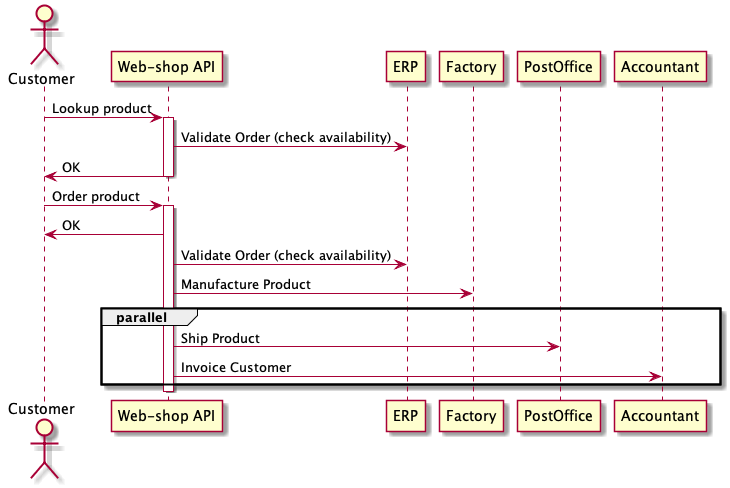 Customer
Web-shop API
ERP
Factory
PostOffice
Accountant
Lookup product
Validate Order (check availability)
OK
Order product
OK
Validate Order (check availability)
Manufacture Product
parallel
Ship Product
Invoice Customer
Customer
Web-shop API
ERP
Factory
PostOffice
Accountant